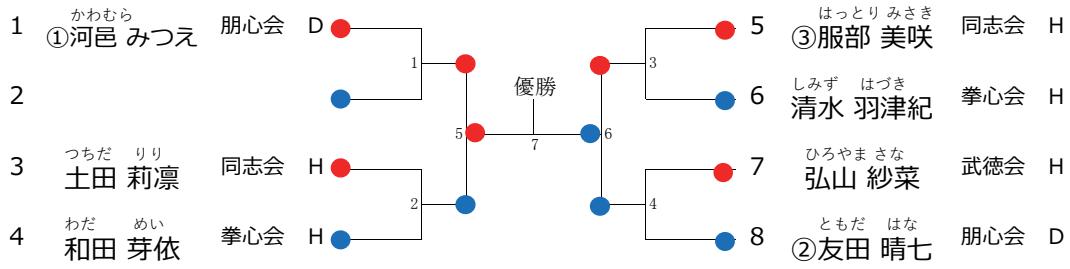 かわむら
1 ①河邑 みつえ 朋心会 D
2
つちだ りり
3 土田 莉凛 同志会 H
わだ めい
4 和田 芽依 拳心会 H
1
2
5
優勝
7
6
3
4
はっとり みさき
5 ③服部 美咲 同志会 H
しみず はづき
6 清水 羽津紀 拳心会 H
ひろやま さな
7 弘山 紗菜 武徳会 H
ともだ はな
8 ②友田 晴七 朋心会 D